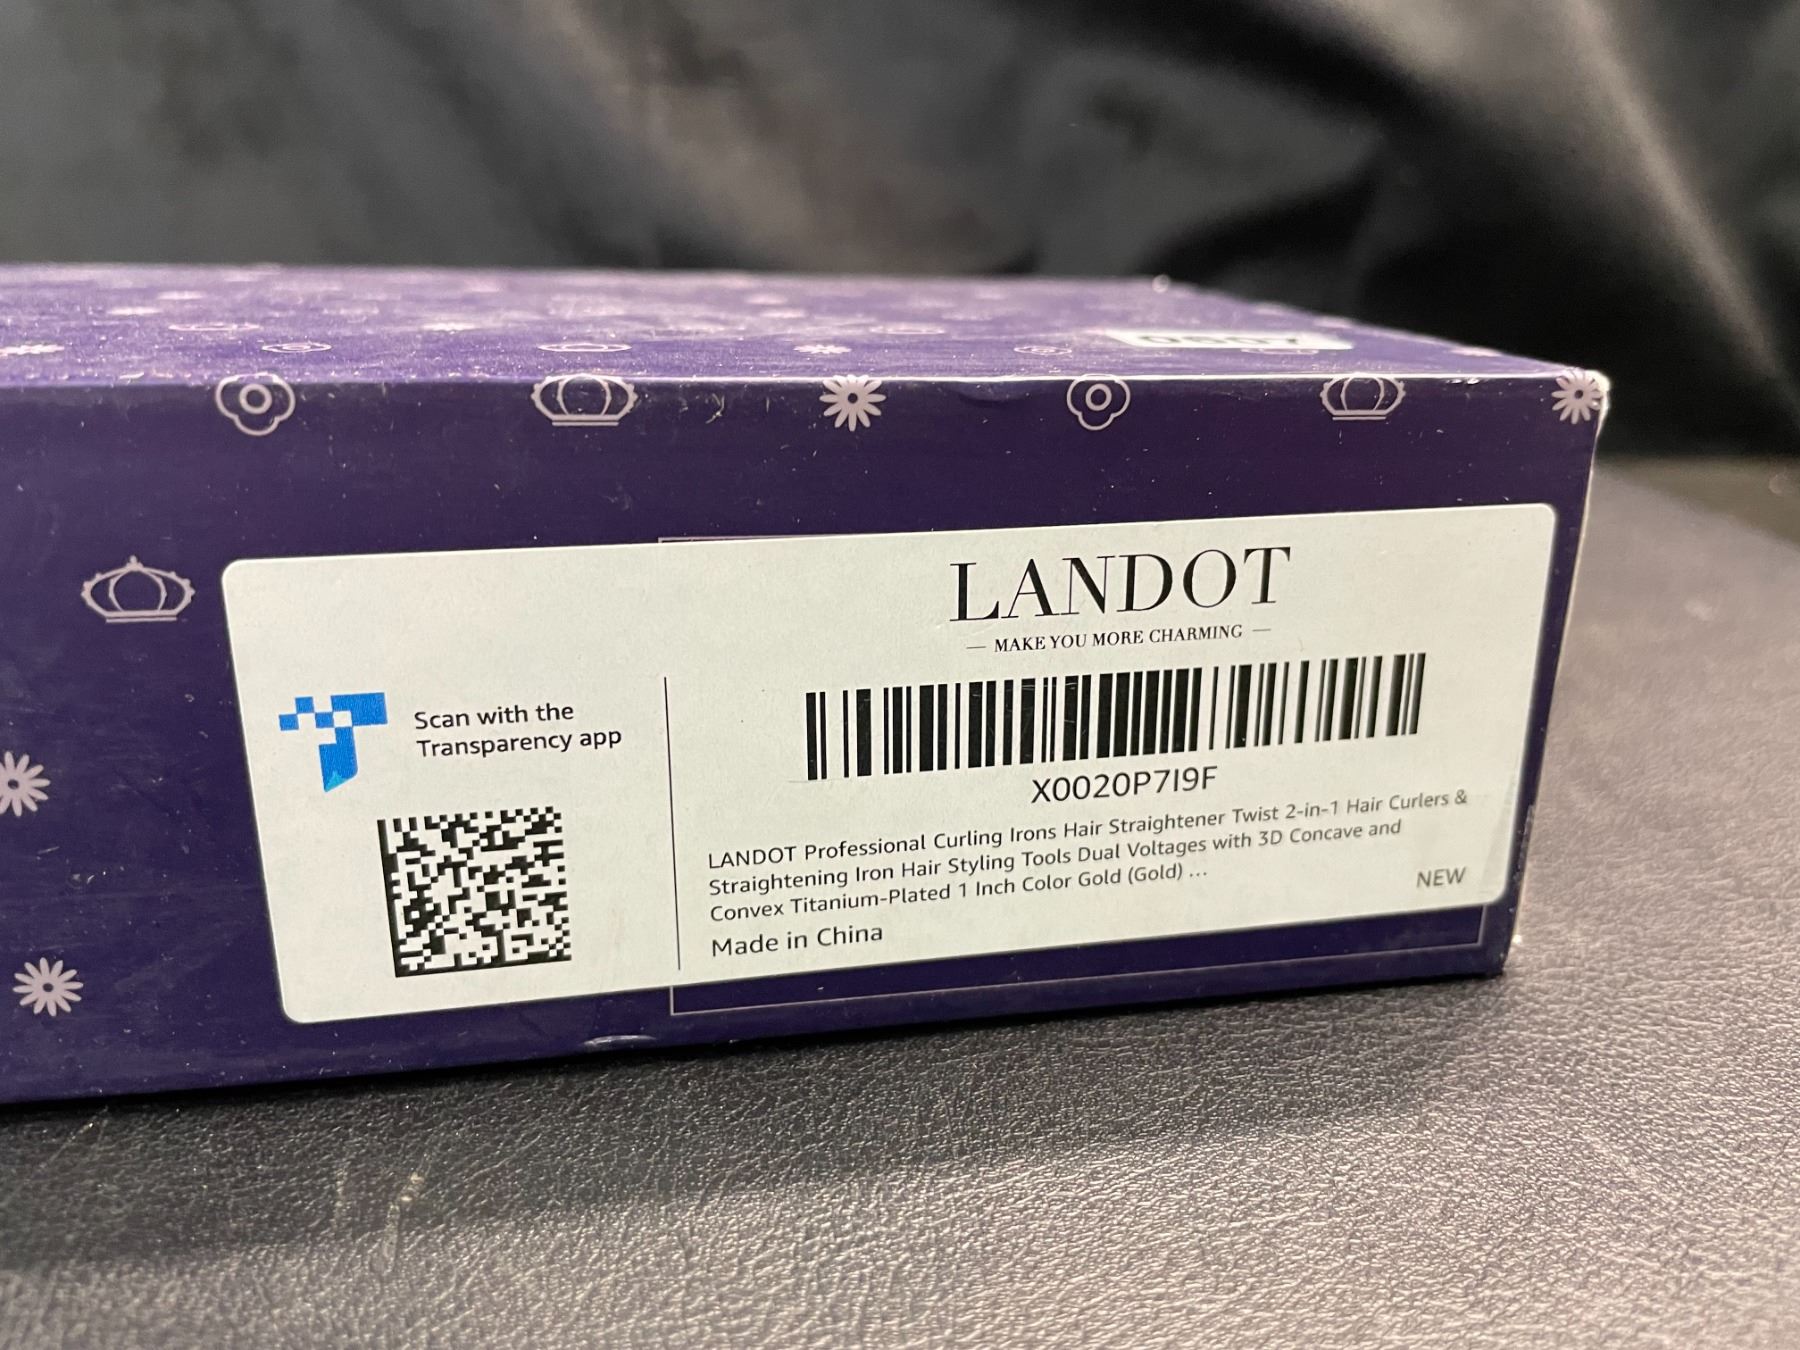 LANDOT
— MAKE YOU MORE CHARMING —
Scan with the
Transparency app
X0020P7I9F
LANDOT Professional Curling Irons Hair Straightener Twist 2-in-1 Hair Curlers &
Straightening Iron Hair Styling Tools Dual Voltages with 3D Concave and
Convex Titanium-Plated 1 Inch Color Gold (Gold) ...
NEW
Made in China